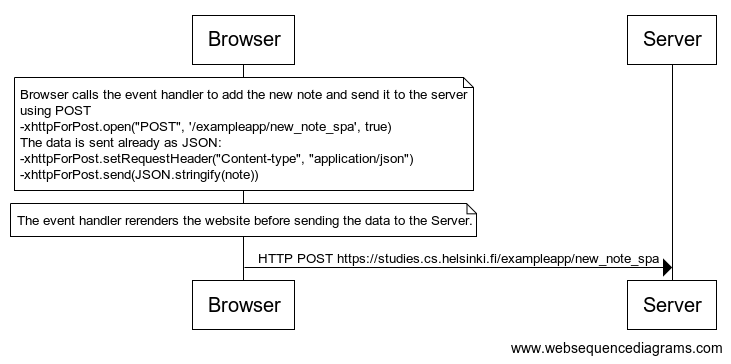 Browser
Server
Browser calls the event handler to add the new note and send it to the server
using POST
-xhttpForPost.open("POST", '/exampleapp/new_note_spa', true)
The data is sent already as JSON:
-xhttpForPost.setRequestHeader("Content-type", "application/json")
-xhttpForPost.send(JSON.stringify(note))
The event handler rerenders the website before sending the data to the Server.
HTTP POST https://studies.cs.helsinki.fi/exampleapp/new_note_spa
Browser
Server
www.websequencediagrams.com